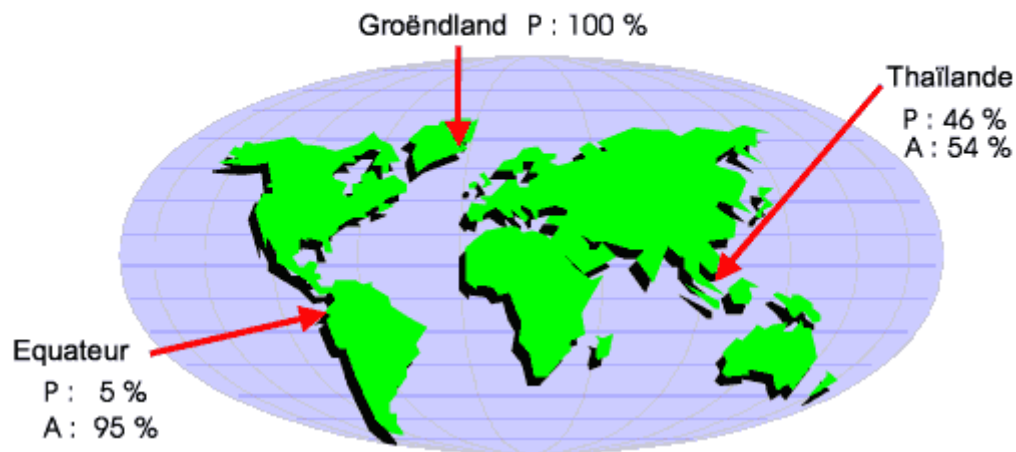 Groëndland P : 100 %
Thaïlande
P : 46 %
A : 54 %
Equateur
P : 5 %
A : 95 %